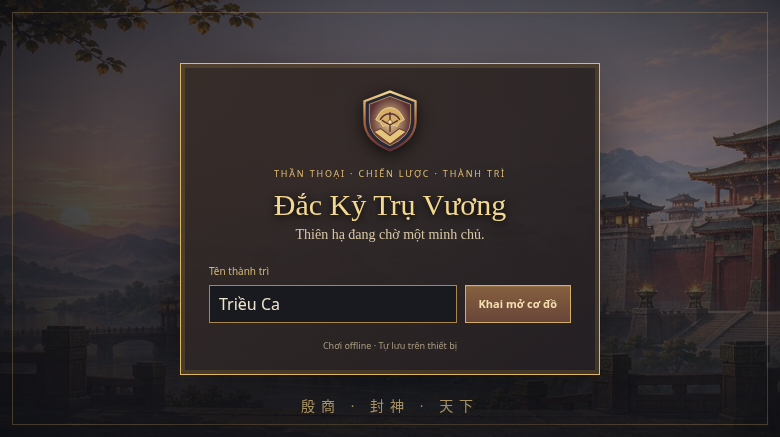 THẦN THOẠI · CHIẾN LƯỢC · THÀNH TRÌ
Đắc Kỷ Trụ Vương
Thiên hạ đang chờ một minh chủ.
Tên thành trì
Triều Ca
Khai mở cơ đồ
Chơi offline · Tự lưu trên thiết bị
殷商 · 封神 · 天下